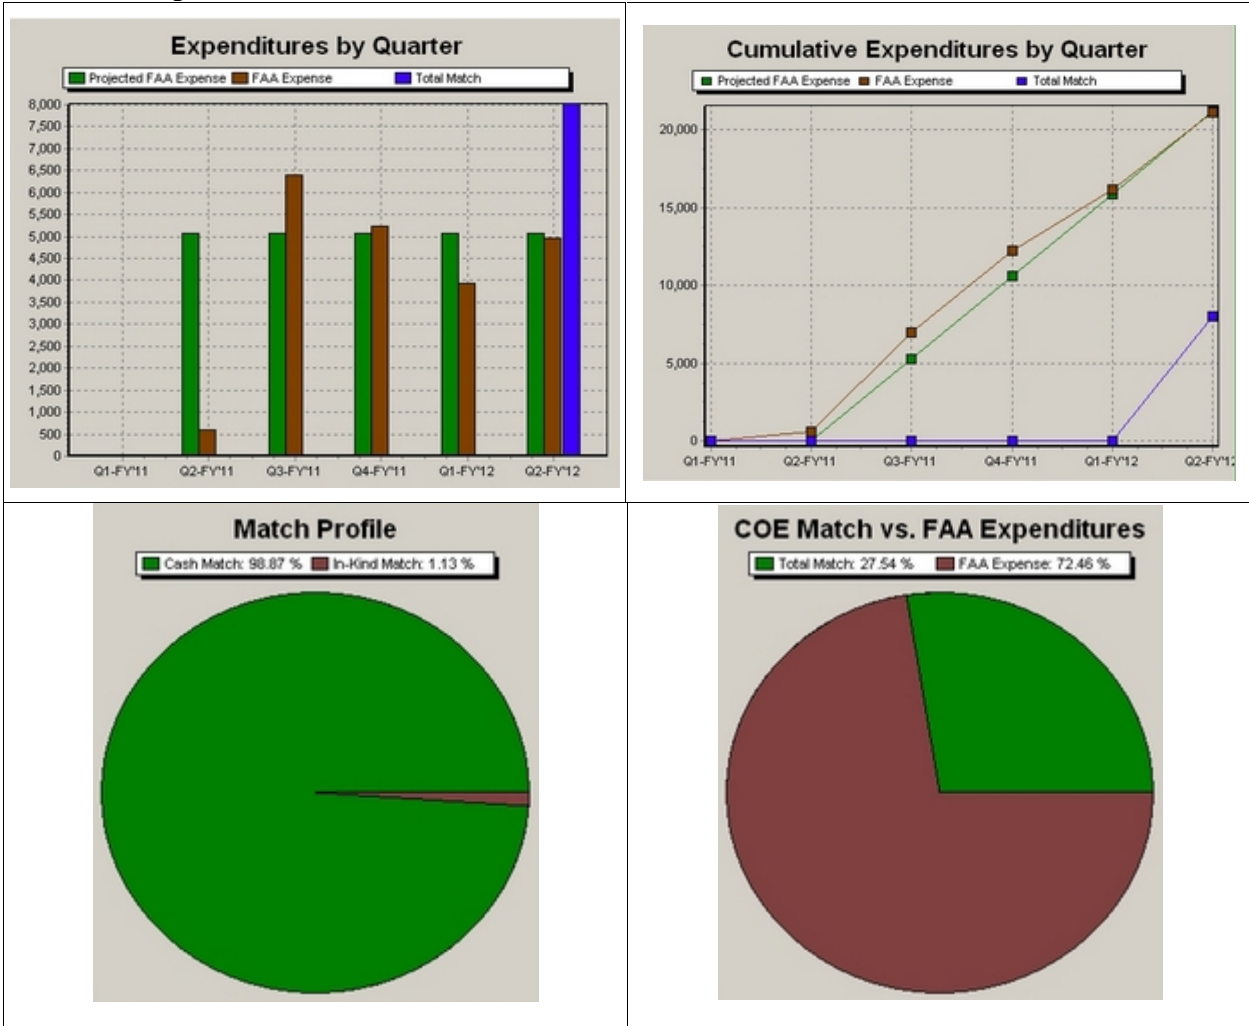 Expenditures by Quarter
Projected FAA Expense FAA Expense Total Match
8,000
7,500
7,000
6,500
6,000
5,500
5,000
4,500
4,000
3,500
3,000
2,500
2,000
1,500
1,000
500
0
Q1-FY'11 Q2-FY'11 Q3-FY'11 Q4-FY'11 Q1-FY'12 Q2-FY'12
Cumulative Expenditures by Quarter
Projected FAA Expense FAA Expense Total Match
20,000
15,000
10,000
5,000
0
Q1-FY'11 Q2-FY'11 Q3-FY'11 Q4-FY'11 Q1-FY'12 Q2-FY'12
Match Profile
Cash Match: 98.87 % In-Kind Match: 1.13 %
COE Match vs. FAA Expenditures
Total Match: 27.54 % FAA Expense: 72.46 %